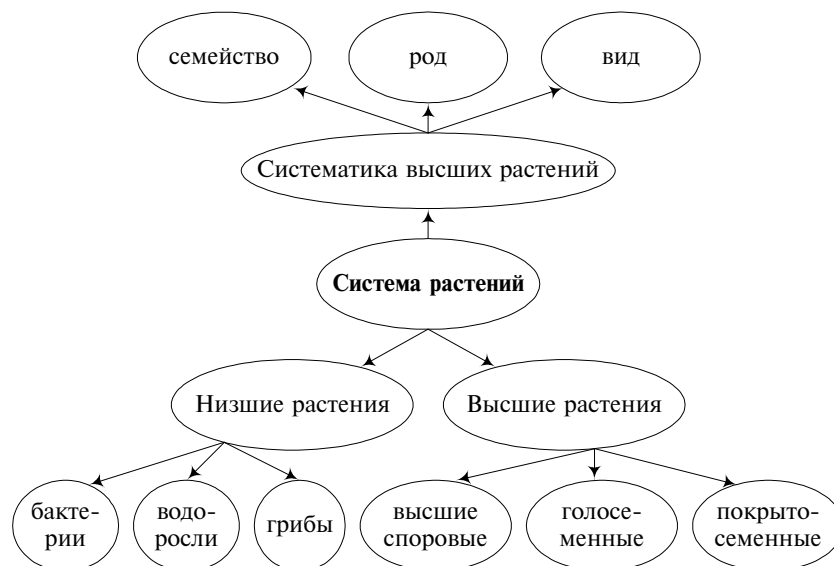 семейство
род
вид
Систематика высших растений
Система растений
Низшие растения
Высшие растения
бакте-
рии
водо-
росли
грибы
высшие
споровые
голосе-
менные
покрыто-
семенные